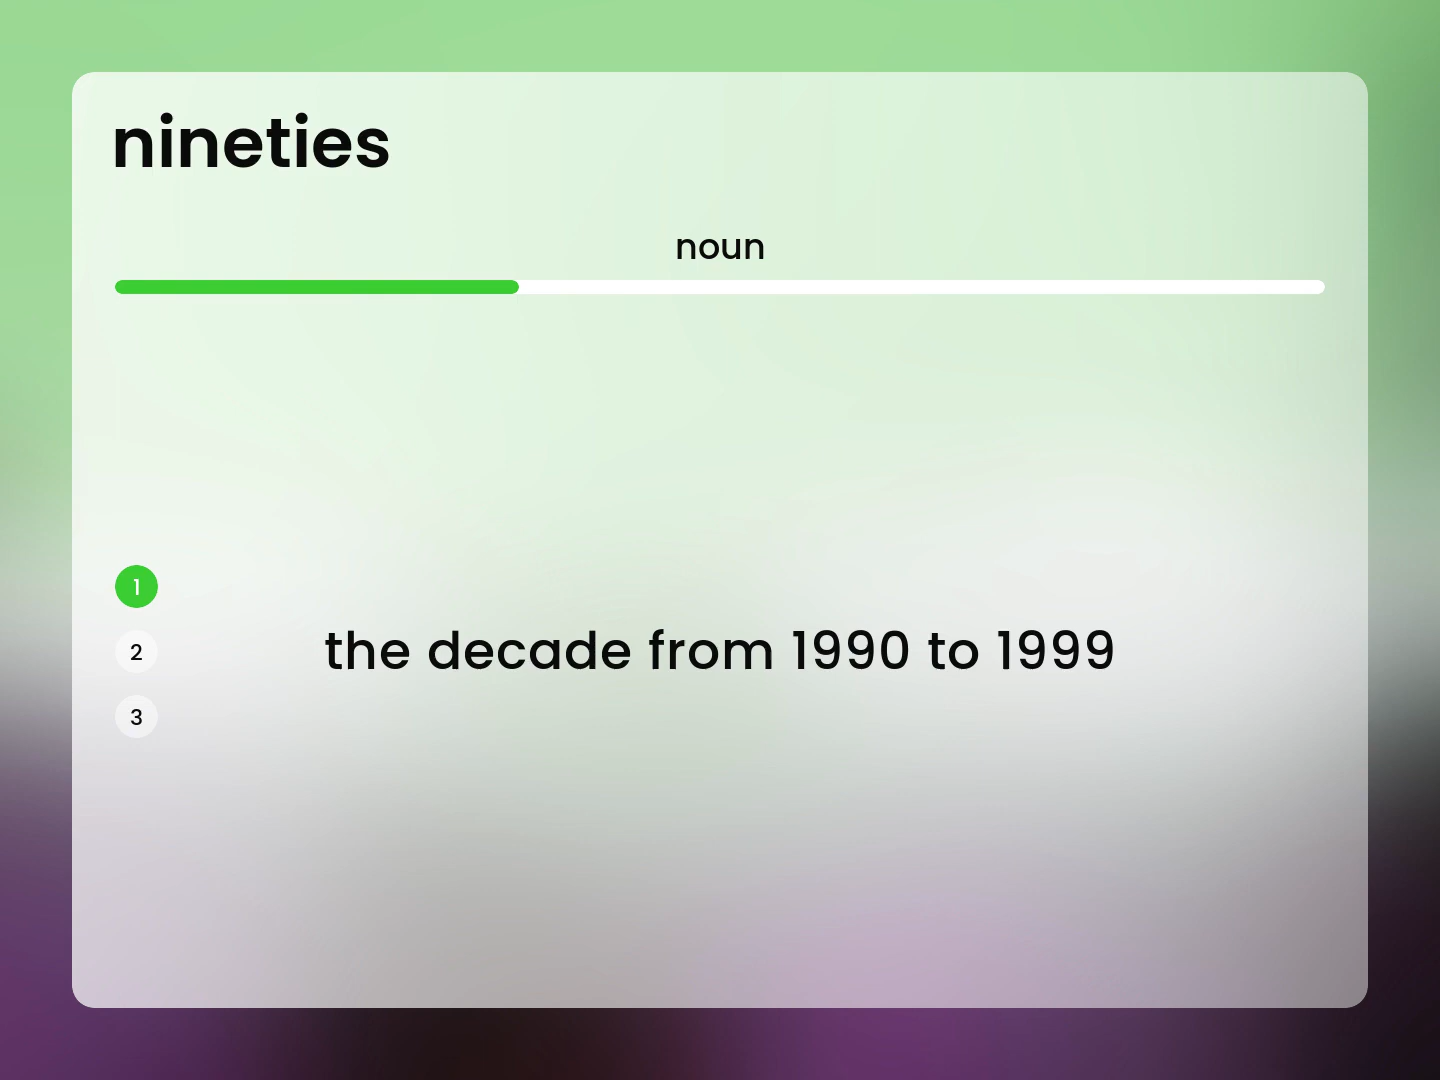 nineties
noun
1
2
the decade from 1990 to 1999
3